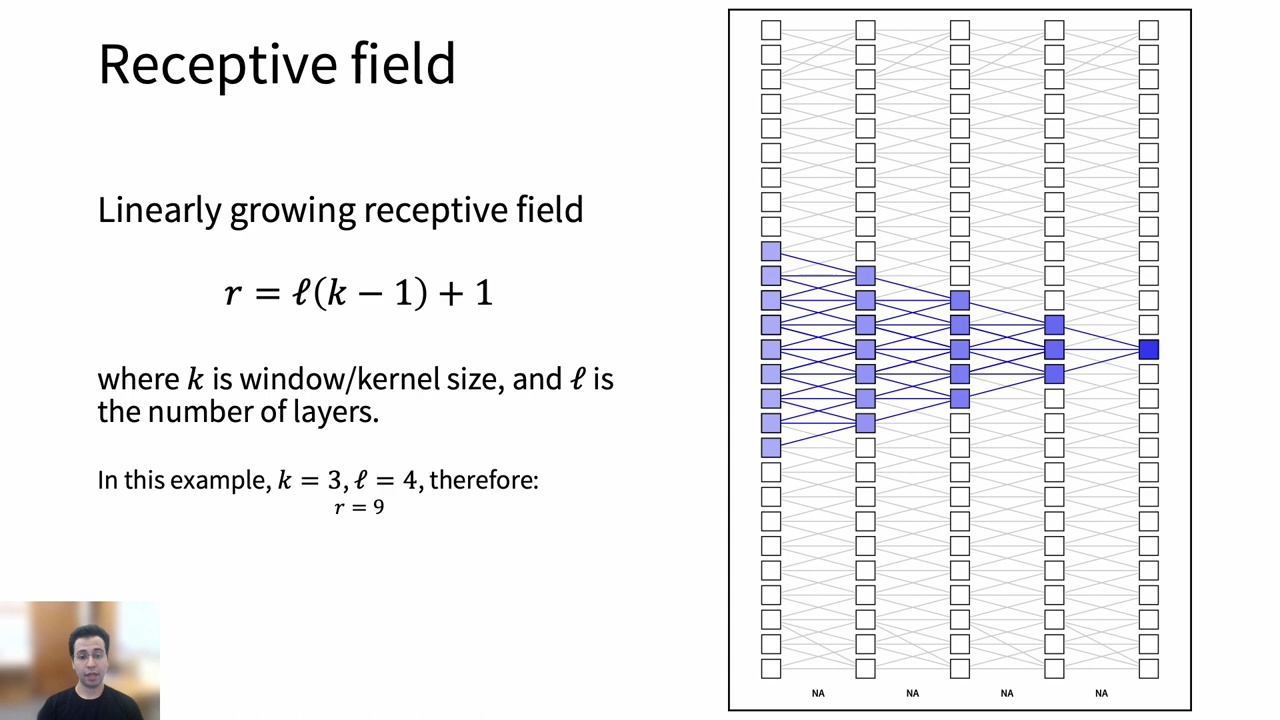 Receptive field
Linearly growing receptive field
𝑟 = ℓ(𝑘 − 1) + 1
where 𝑘 is window/kernel size, and ℓ is
the number of layers.
In this example, 𝑘 = 3, ℓ = 4, therefore:
𝑟 = 9
NA NA NA NA